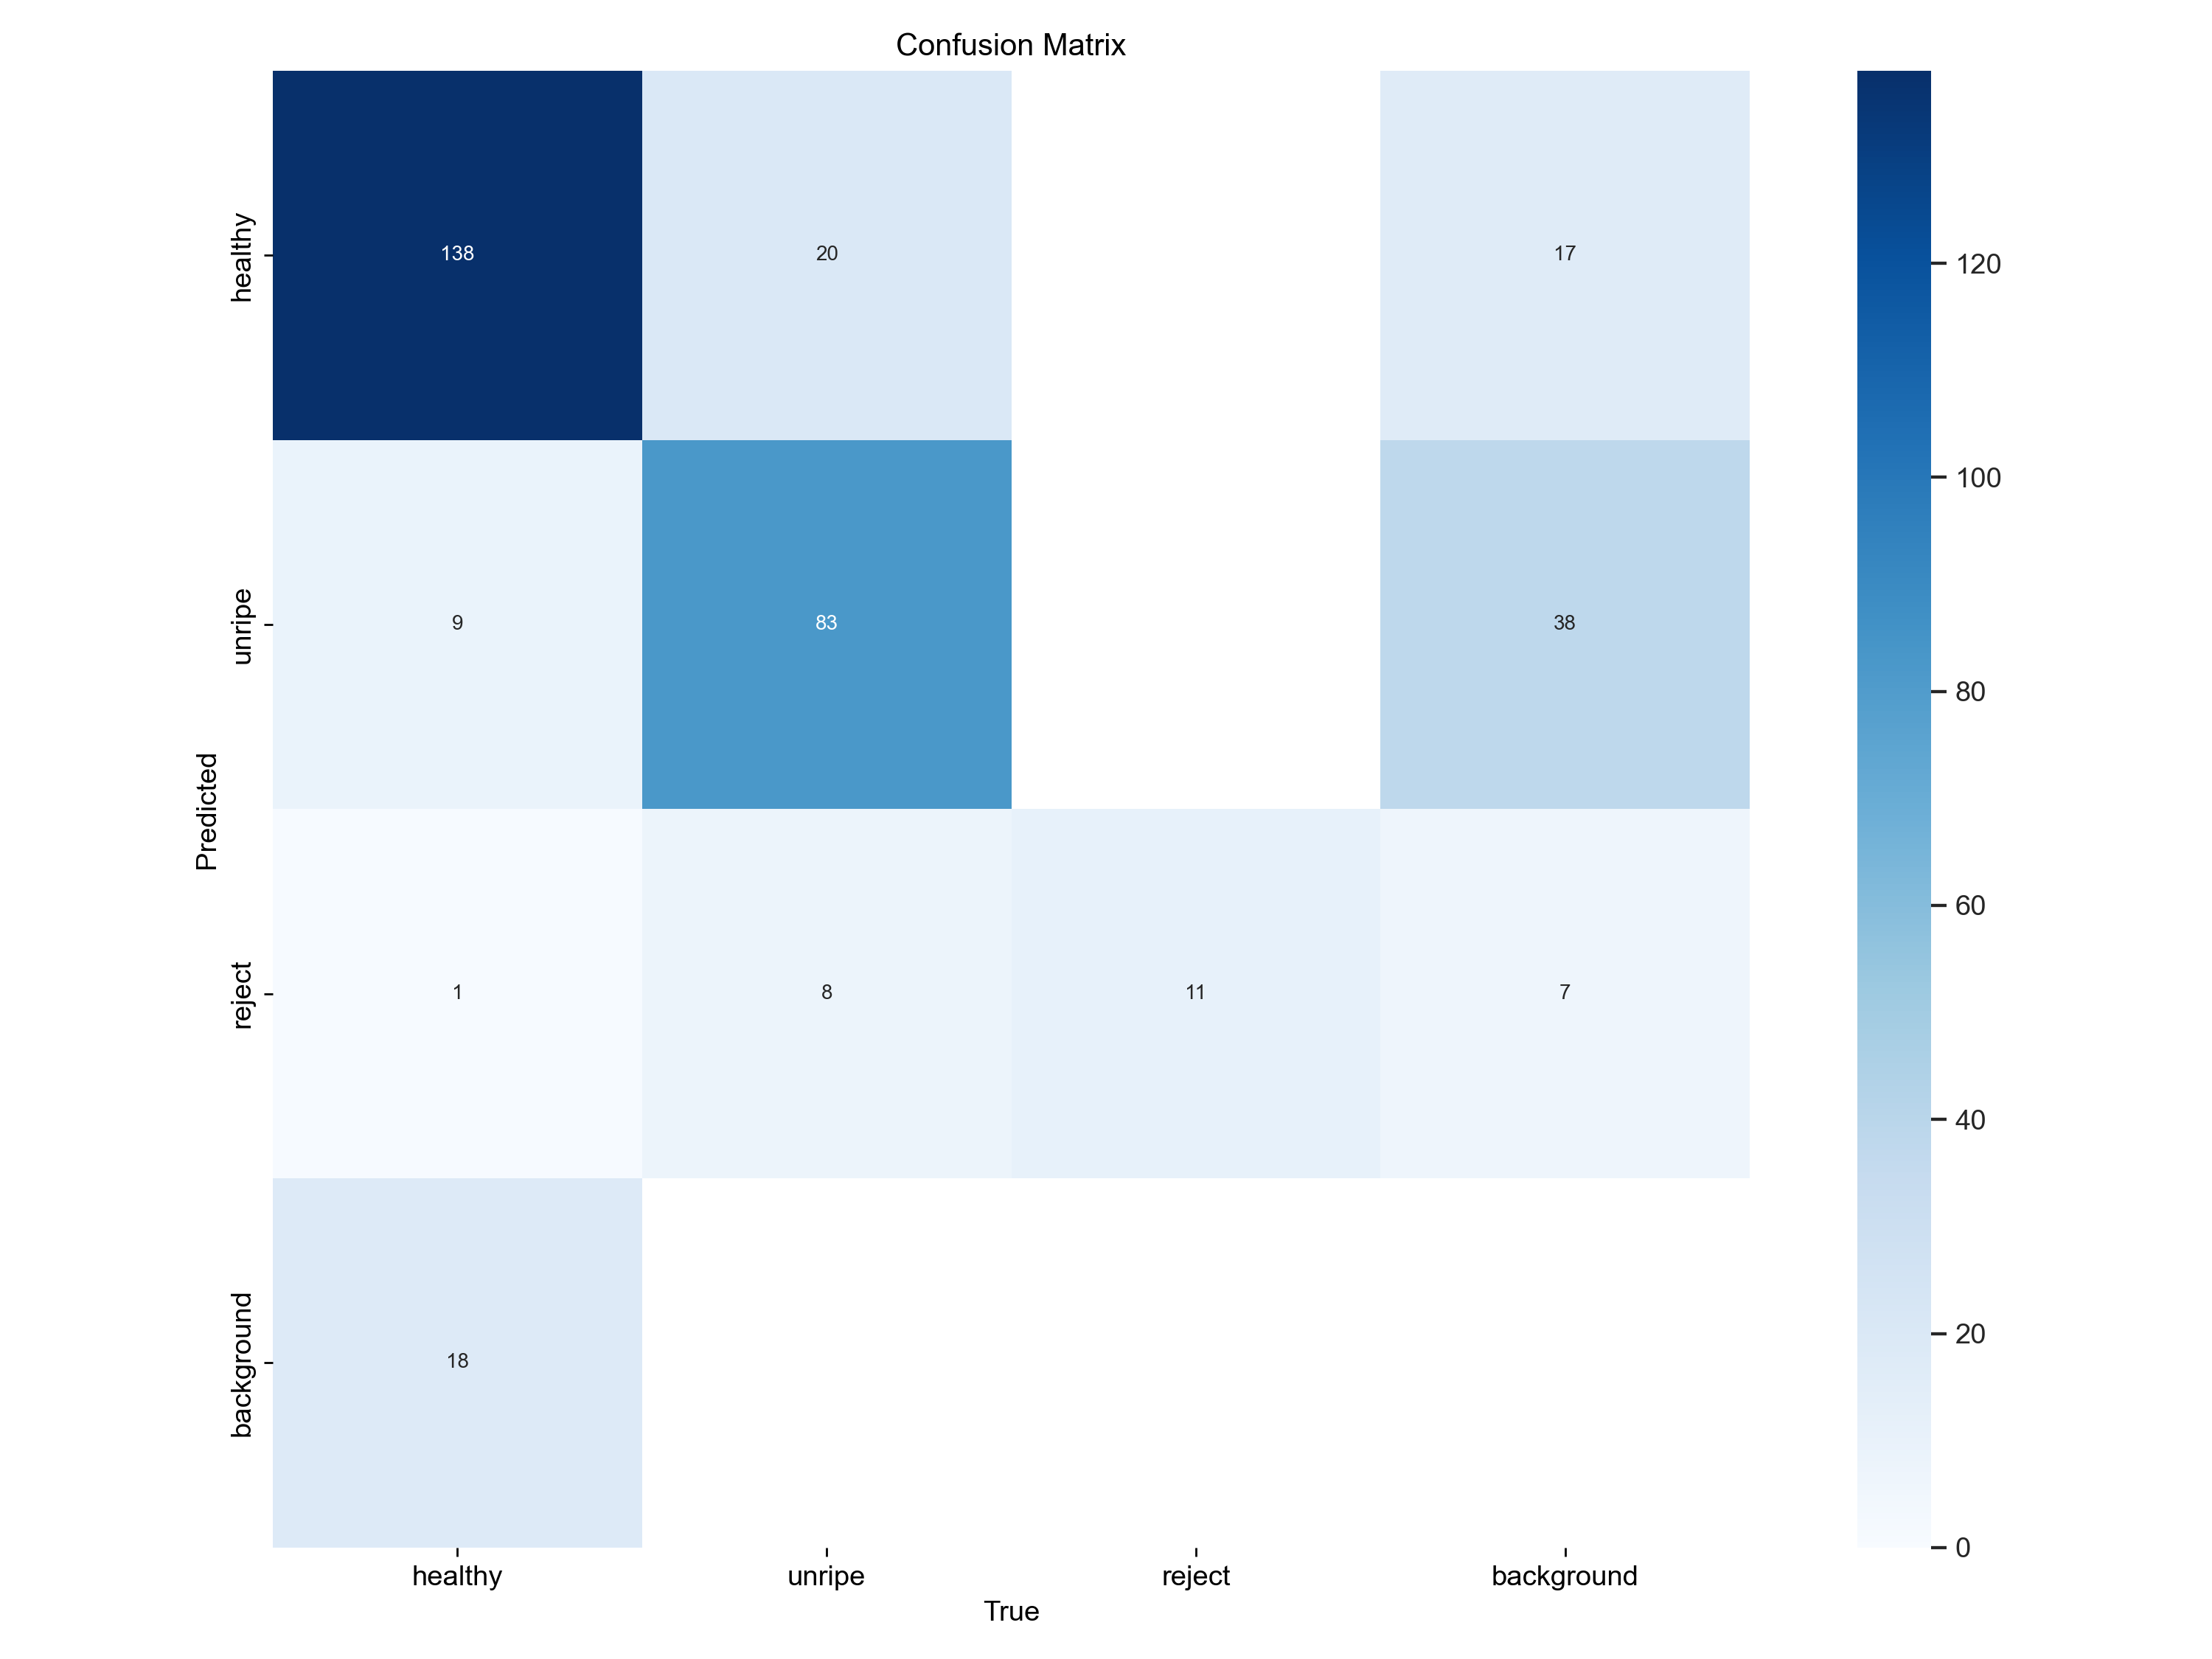 Confusion Matrix
healthy
138
20
17
120
100
unripe
9
83
38
80
Predicted
60
reject
1
8
11
7
40
background
18
20
0
healthy
unripe
reject
background
True